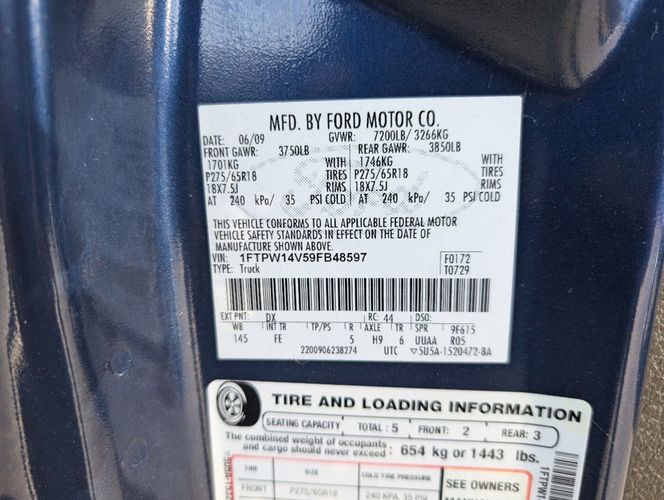 MFD. BY FORD MOTOR CO.
DATE: 06/09 GVWR: 7200LB/ 3266KG
FRONT GAWR: 3750LB REAR GAWR: 3850LB
1701KG WITH 1746KG WITH
P275/65R18 TIRES P275/65R18 TIRES
18X7.5J RIMS 18X7.5J RIMS
AT 240 kPa/ 35 PSI COLD AT 240 kPa/ 35 PSI COLD
THIS VEHICLE CONFORMS TO ALL APPLICABLE FEDERAL MOTOR
VEHICLE SAFETY STANDARDS IN EFFECT ON THE DATE OF
MANUFACTURE SHOWN ABOVE.
VIN: 1FTPW14V59FB48597 F0172
TYPE: Truck T0729
EXT PNT: DX RC: 44 DSO:
WB INT TR TP/PS R AXLE TR SPR 9F615
145 FE 5 H9 6 UUAA R05
2200906238274 UTC 5U5A-1520472-BA
TIRE AND LOADING INFORMATION
SEATING CAPACITY TOTAL : 5 FRONT: 2 REAR: 3
The combined weight of occupants
and cargo should never exceed : 654 kg or 1443 lbs.
TIRE SIZE COLD TIRE PRESSURE SEE OWNERS
FRONT P275/65R18 240 KPA, 35 PSI
1FTP